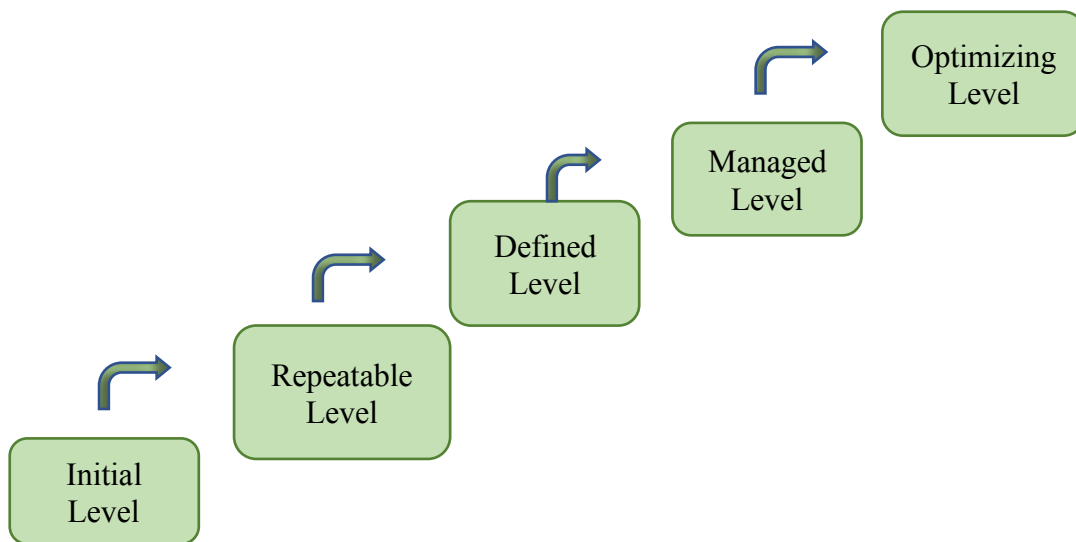 Optimizing
Level
Managed
Level
Defined
Level
Repeatable
Level
Initial
Level